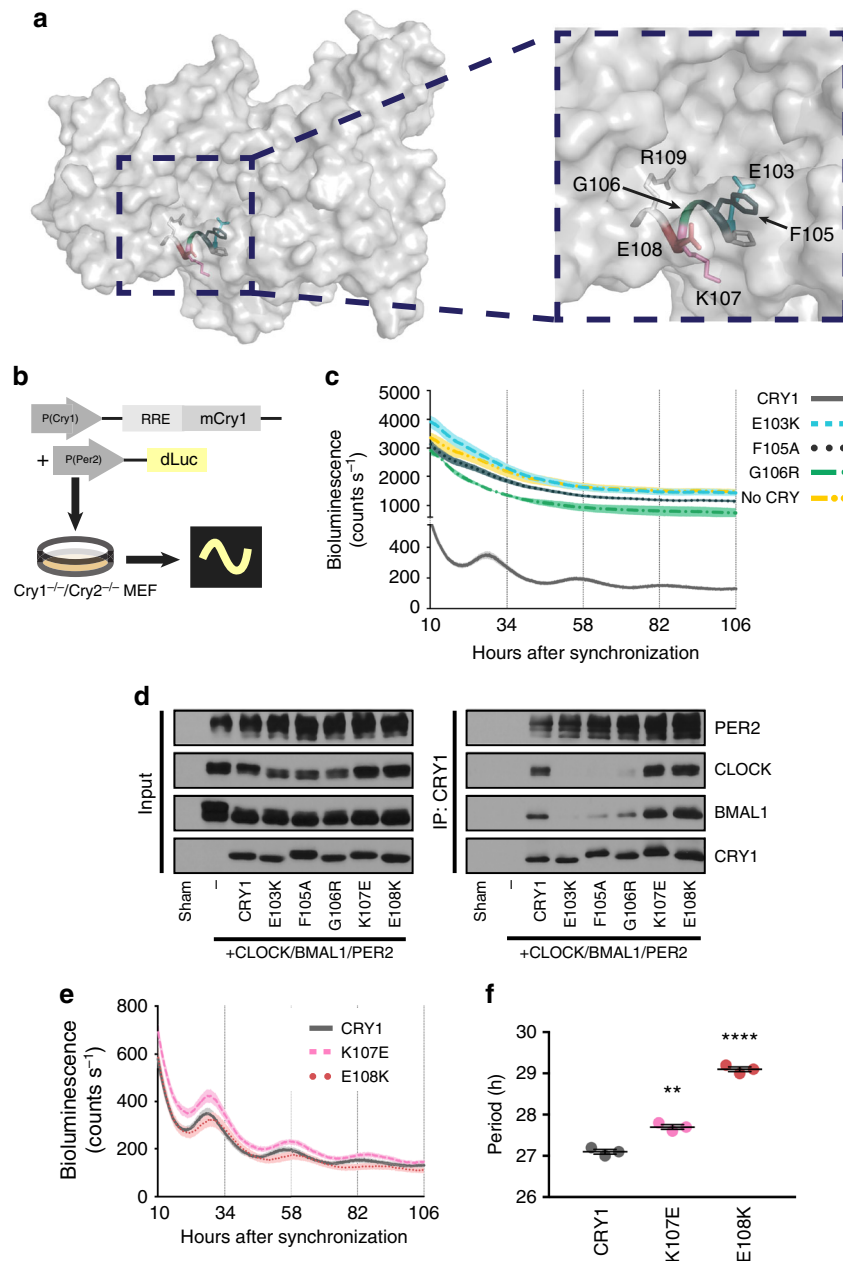 a
R109
E103
G106
F105
E108
K107
b
P(Cry1)
RRE
mCry1
+
P(Per2)
dLuc
Cry1–/–/Cry2–/– MEF
c
5000
4000
3000
2000
1000
400
200
0
Bioluminescence
(counts s–1)
10 34 58 82 106
Hours after synchronization
CRY1
E103K
F105A
G106R
No CRY
d
Input
IP: CRY1
PER2
CLOCK
BMAL1
CRY1
Sham
–
CRY1
E103K
F105A
G106R
K107E
E108K
+CLOCK/BMAL1/PER2
Sham
–
CRY1
E103K
F105A
G106R
K107E
E108K
+CLOCK/BMAL1/PER2
e
800
600
400
200
0
Bioluminescence
(counts s–1)
CRY1
K107E
E108K
10 34 58 82 106
Hours after synchronization
f
30
29
28
27
26
Period (h)
**
****
CRY1
K107E
E108K